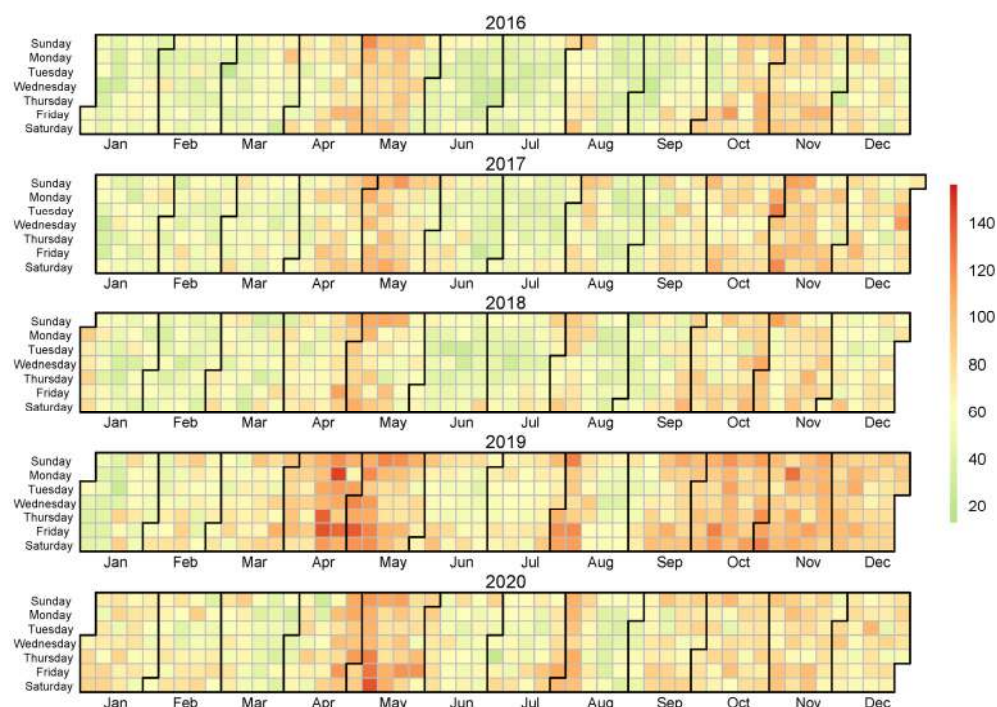 2016
Sunday
Monday
Tuesday
Wednesday
Thursday
Friday
Saturday
Jan Feb Mar Apr May Jun Jul Aug Sep Oct Nov Dec
2017
Sunday
Monday
Tuesday
Wednesday
Thursday
Friday
Saturday
Jan Feb Mar Apr May Jun Jul Aug Sep Oct Nov Dec
2018
Sunday
Monday
Tuesday
Wednesday
Thursday
Friday
Saturday
Jan Feb Mar Apr May Jun Jul Aug Sep Oct Nov Dec
2019
Sunday
Monday
Tuesday
Wednesday
Thursday
Friday
Saturday
Jan Feb Mar Apr May Jun Jul Aug Sep Oct Nov Dec
2020
Sunday
Monday
Tuesday
Wednesday
Thursday
Friday
Saturday
Jan Feb Mar Apr May Jun Jul Aug Sep Oct Nov Dec
140
120
100
80
60
40
20